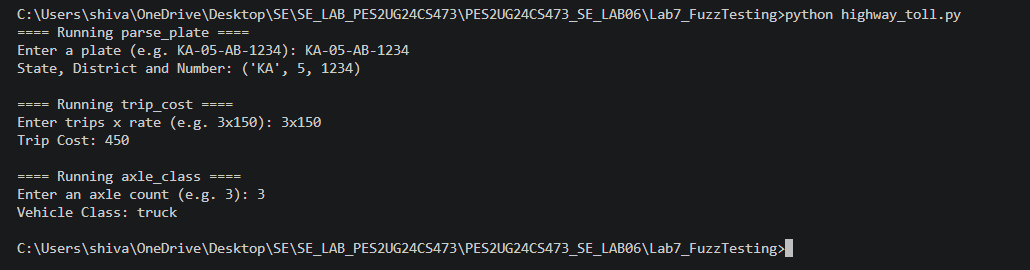 C:\Users\shiva\OneDrive\Desktop\SE\SE_LAB_PES2UG24CS473\PES2UG24CS473_SE_LAB06\Lab7_FuzzTesting>python highway_toll.py
==== Running parse_plate ====
Enter a plate (e.g. KA-05-AB-1234): KA-05-AB-1234
State, District and Number: ('KA', 5, 1234)
==== Running trip_cost ====
Enter trips x rate (e.g. 3x150): 3x150
Trip Cost: 450
==== Running axle_class ====
Enter an axle count (e.g. 3): 3
Vehicle Class: truck
C:\Users\shiva\OneDrive\Desktop\SE\SE_LAB_PES2UG24CS473\PES2UG24CS473_SE_LAB06\Lab7_FuzzTesting>